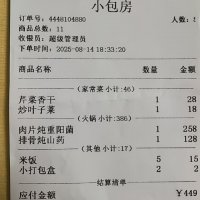 小包房
订单号：4448104880 人数：1
商品总数：11
收银员：超级管理员
下单时间：2025-08-14 18:33:20
商品名称 数量 金额
(家常菜 小计:46)
芹菜香干 1 28
炒叶子菜 1 18
(火锅 小计:386)
肉片炖重阳菌 1 258
排骨炖山药 1 128
(其他 小计:17)
米饭 5 15
小打包盒 2 2
结算清单
应付金额 ¥449